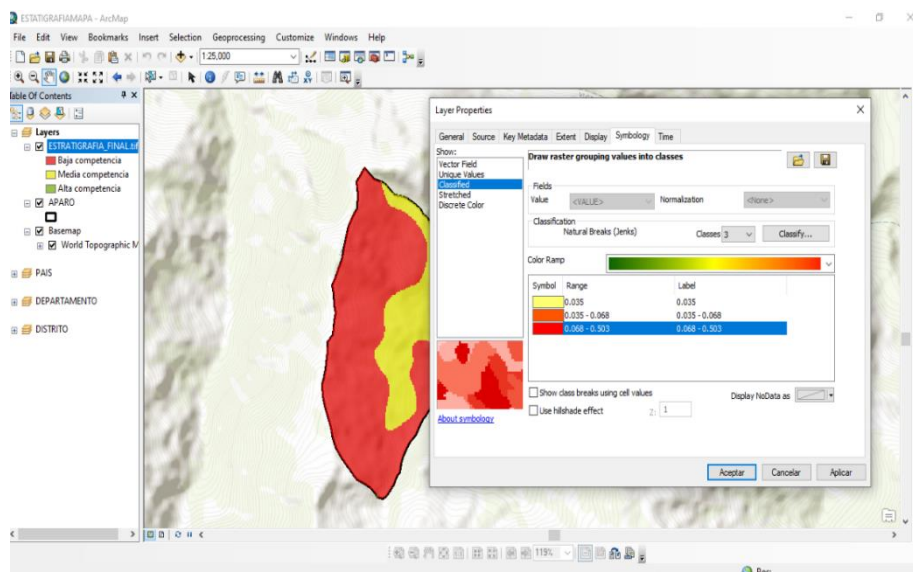 ESTATIGRAFIAMAPA - ArcMap
File Edit View Bookmarks Insert Selection Geoprocessing Customize Windows Help
1:25,000
Table Of Contents
Layers
ESTRATIGRAFIA_FINAL.tif
Baja competencia
Media competencia
Alta competencia
APARO
Basemap
World Topographic M
PAIS
DEPARTAMENTO
DISTRITO
Layer Properties
General Source Key Metadata Extent Display Symbology Time
Show:
Vector Field
Unique Values
Classified
Stretched
Discrete Color
About symbology
Draw raster grouping values into classes
Fields
Value <VALUE> Normalization <None>
Classification
Natural Breaks (Jenks) Classes 3 Classify...
Color Ramp
Symbol Range Label
0.035 0.035
0.035 - 0.068 0.035 - 0.068
0.068 - 0.503 0.068 - 0.503
Show class breaks using cell values Display NoData as
Use hillshade effect Z: 1
Aceptar Cancelar Aplicar
119%